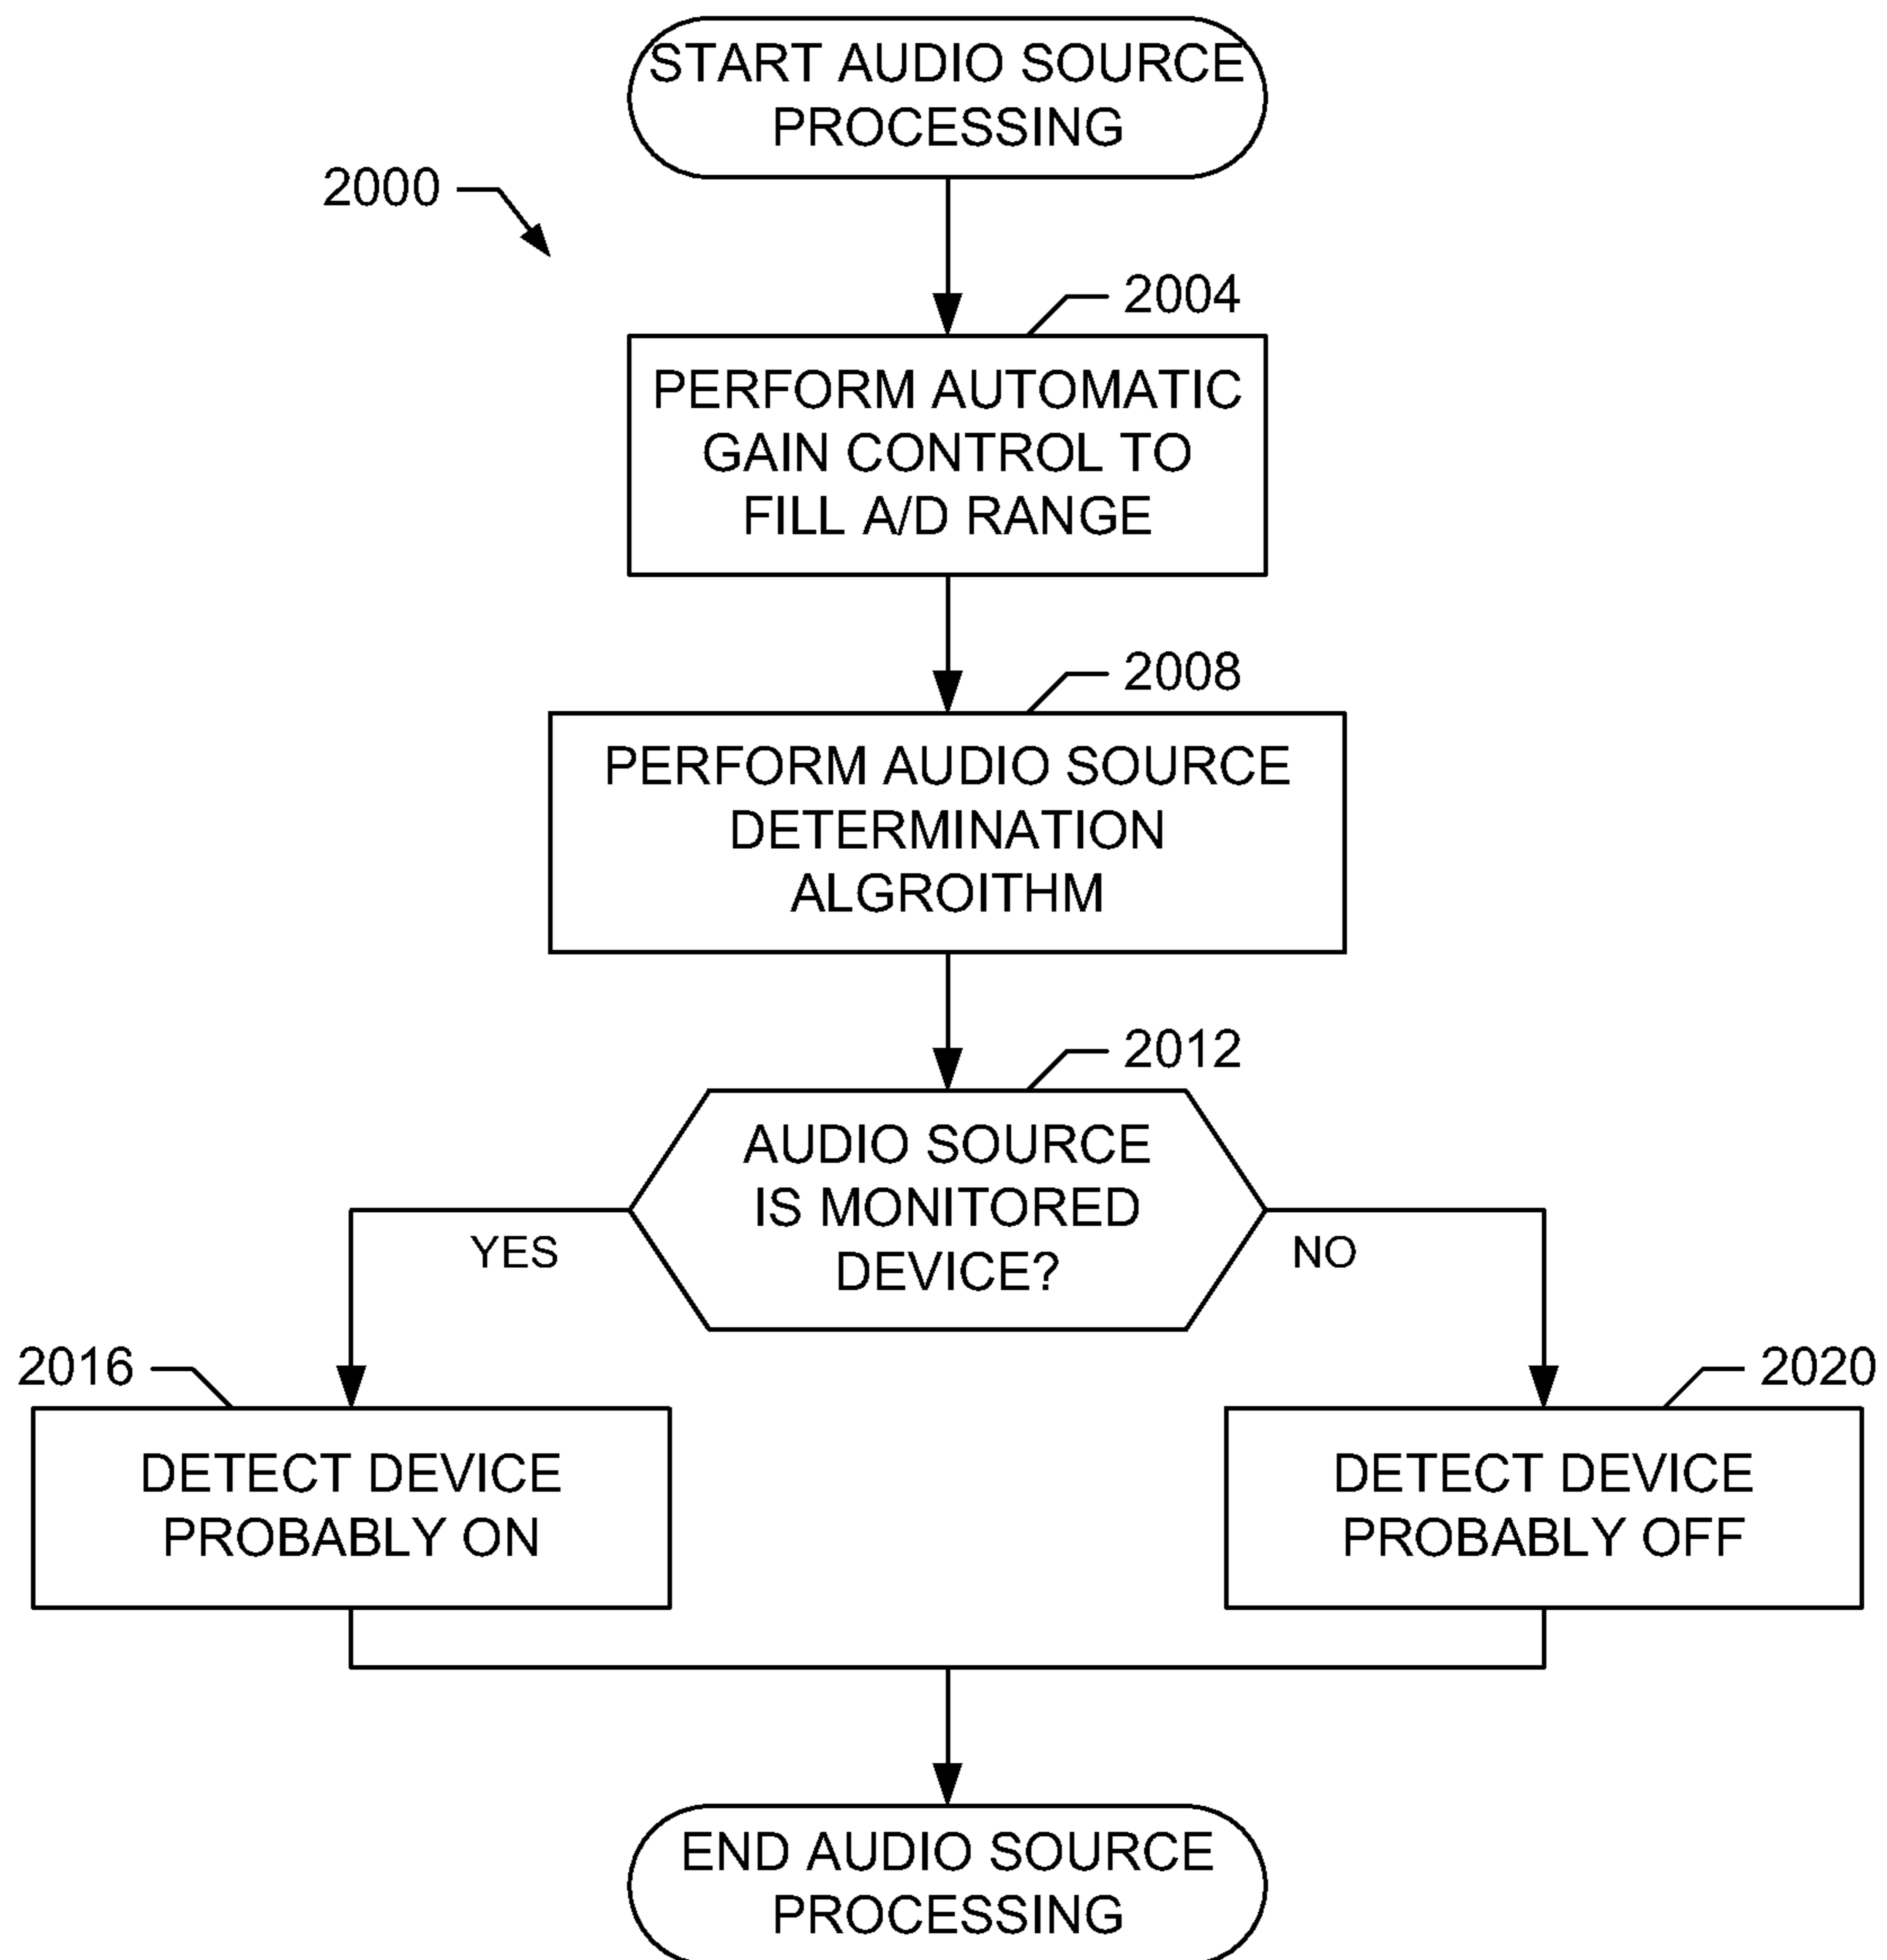 START AUDIO SOURCE
PROCESSING
2000
2004
PERFORM AUTOMATIC
GAIN CONTROL TO
FILL A/D RANGE
2008
PERFORM AUDIO SOURCE
DETERMINATION
ALGROITHM
2012
AUDIO SOURCE
IS MONITORED
DEVICE?
YES
NO
2016
DETECT DEVICE
PROBABLY ON
2020
DETECT DEVICE
PROBABLY OFF
END AUDIO SOURCE
PROCESSING